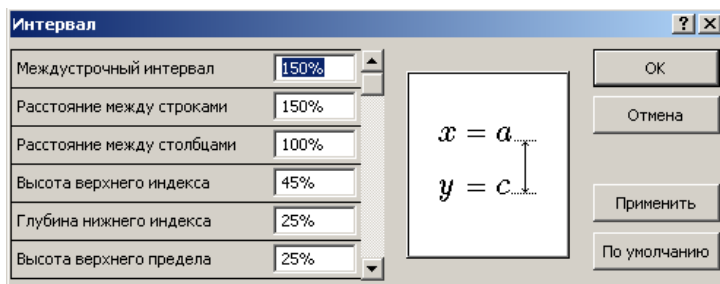 Интервал
Междустрочный интервал 150%
Расстояние между строками 150%
Расстояние между столбцами 100%
Высота верхнего индекса 45%
Глубина нижнего индекса 25%
Высота верхнего предела 25%
x = a
y = c
OK
Отмена
Применить
По умолчанию